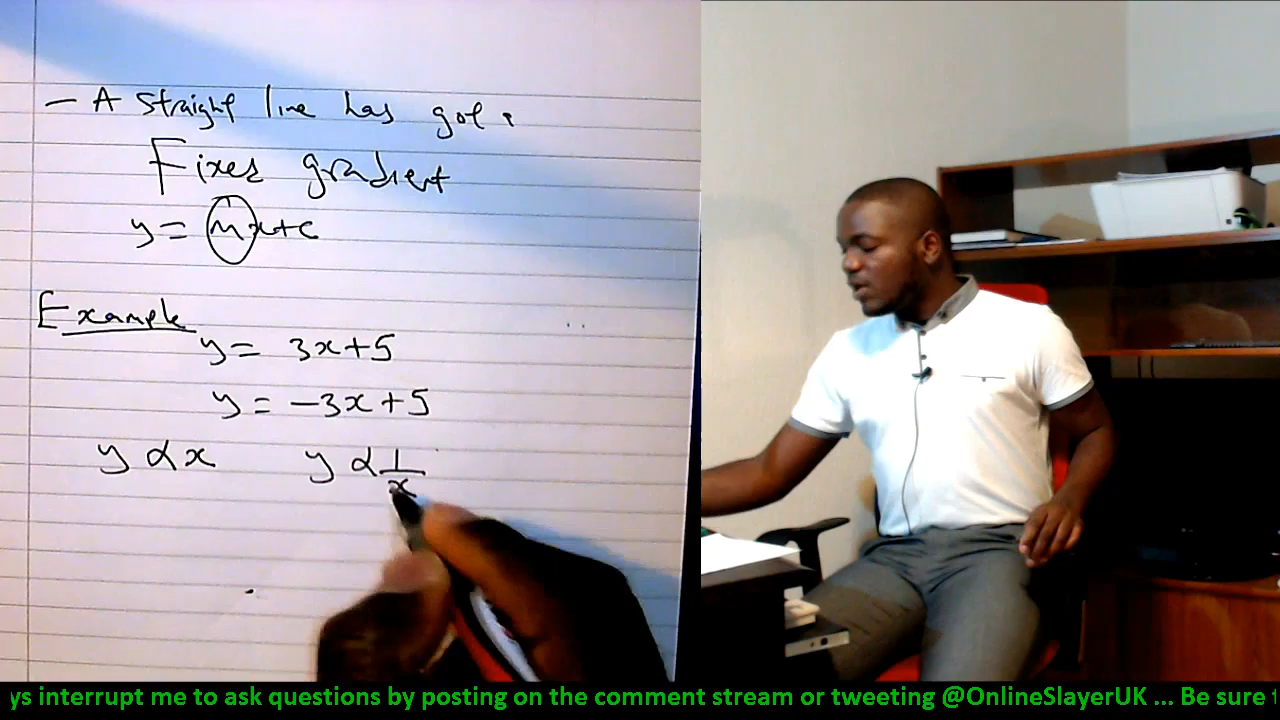 - A straight line has got.
Fixed gradient
y = mx+c
Example
y = 3x+5
y = -3x+5
y ∝ x y ∝ 1/x
ys interrupt me to ask questions by posting on the comment stream or tweeting @OnlineSlayerUK ... Be sure t